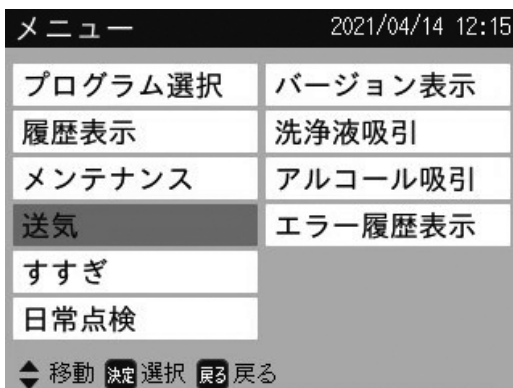 メニュー 2021/04/14 12:15
プログラム選択 バージョン表示
履歴表示 洗浄液吸引
メンテナンス アルコール吸引
送気 エラー履歴表示
すすぎ
日常点検
移動 決定 選択 戻る 戻る